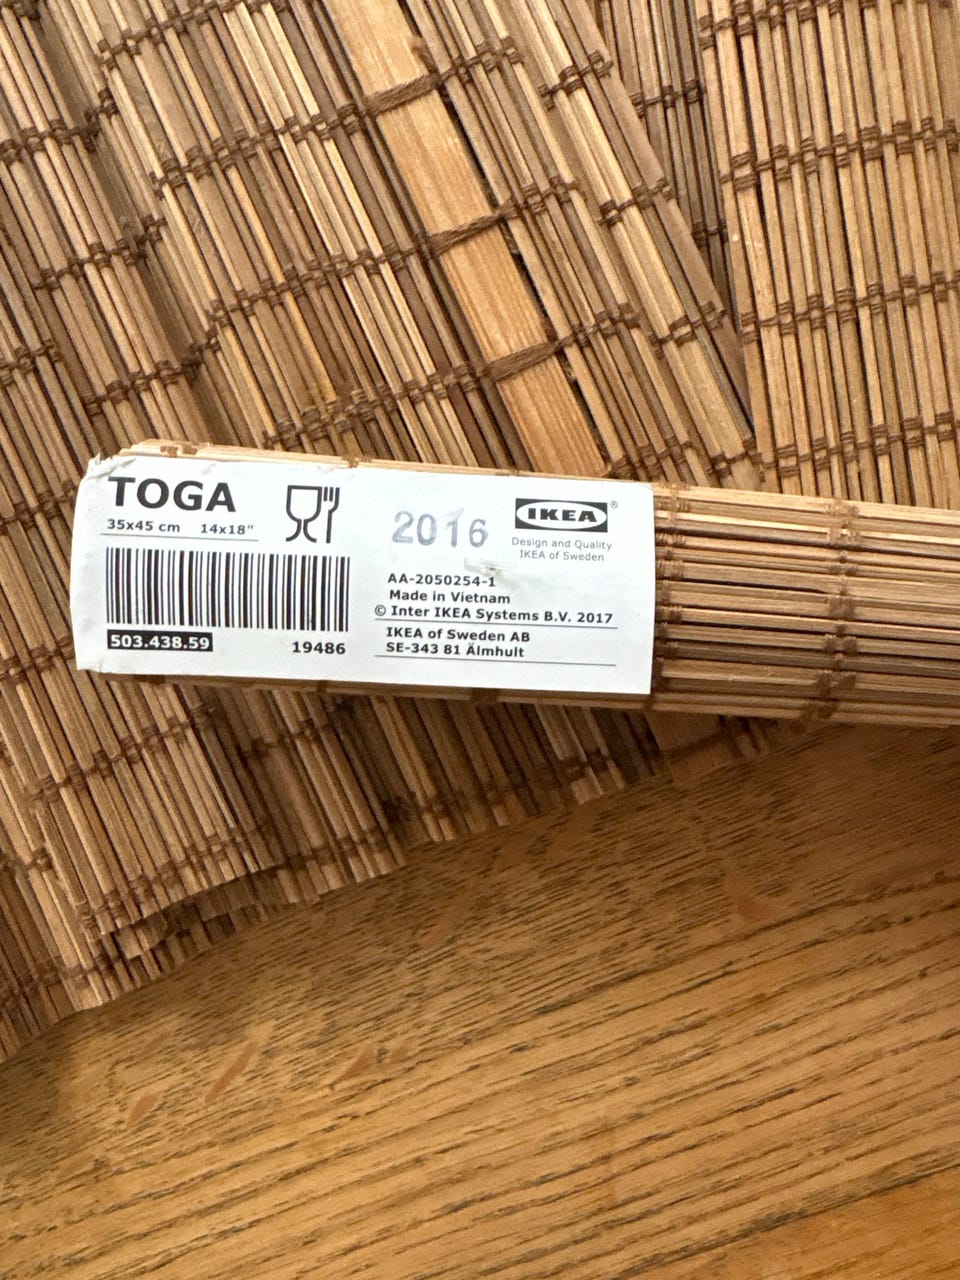 TOGA
35x45 cm 14x18"
503.438.59
19486
2016
IKEA®
Design and Quality
IKEA of Sweden
AA-2050254-1
Made in Vietnam
© Inter IKEA Systems B.V. 2017
IKEA of Sweden AB
SE-343 81 Älmhult